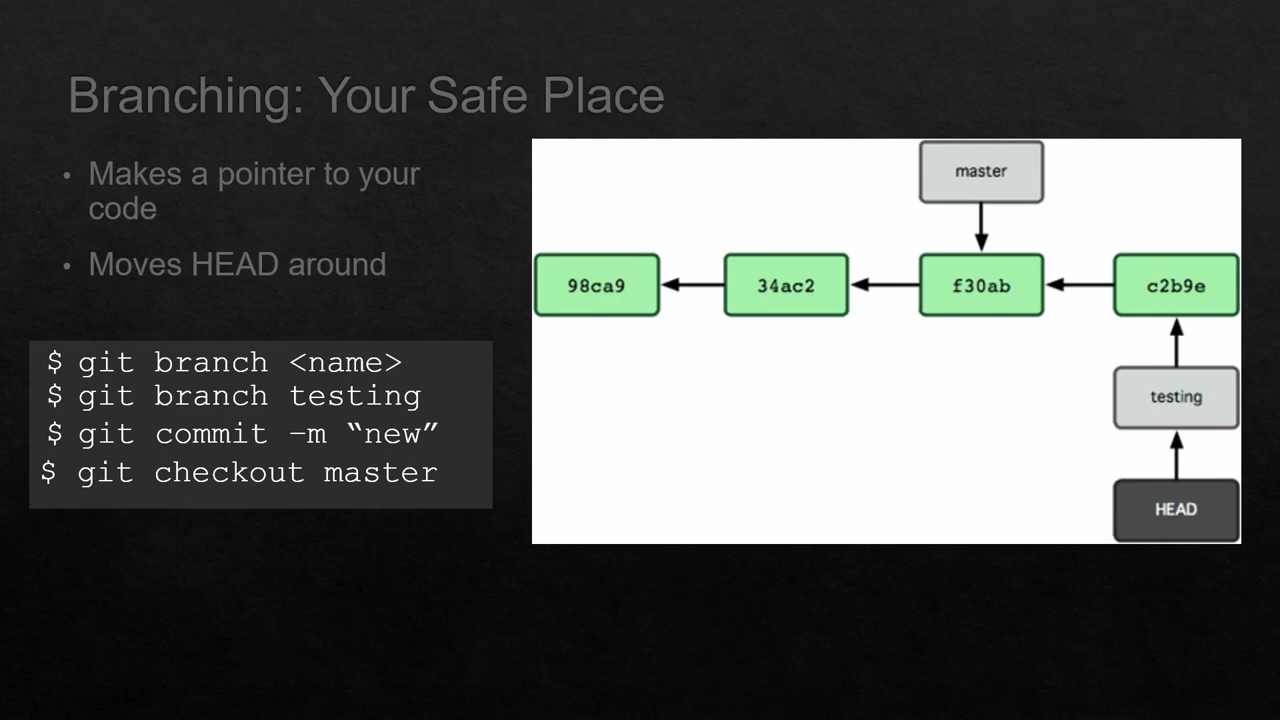 Branching: Your Safe Place
• Makes a pointer to your
code
• Moves HEAD around
$ git branch <name>
$ git branch testing
$ git commit –m “new”
$ git checkout master
master
98ca9
34ac2
f30ab
c2b9e
testing
HEAD